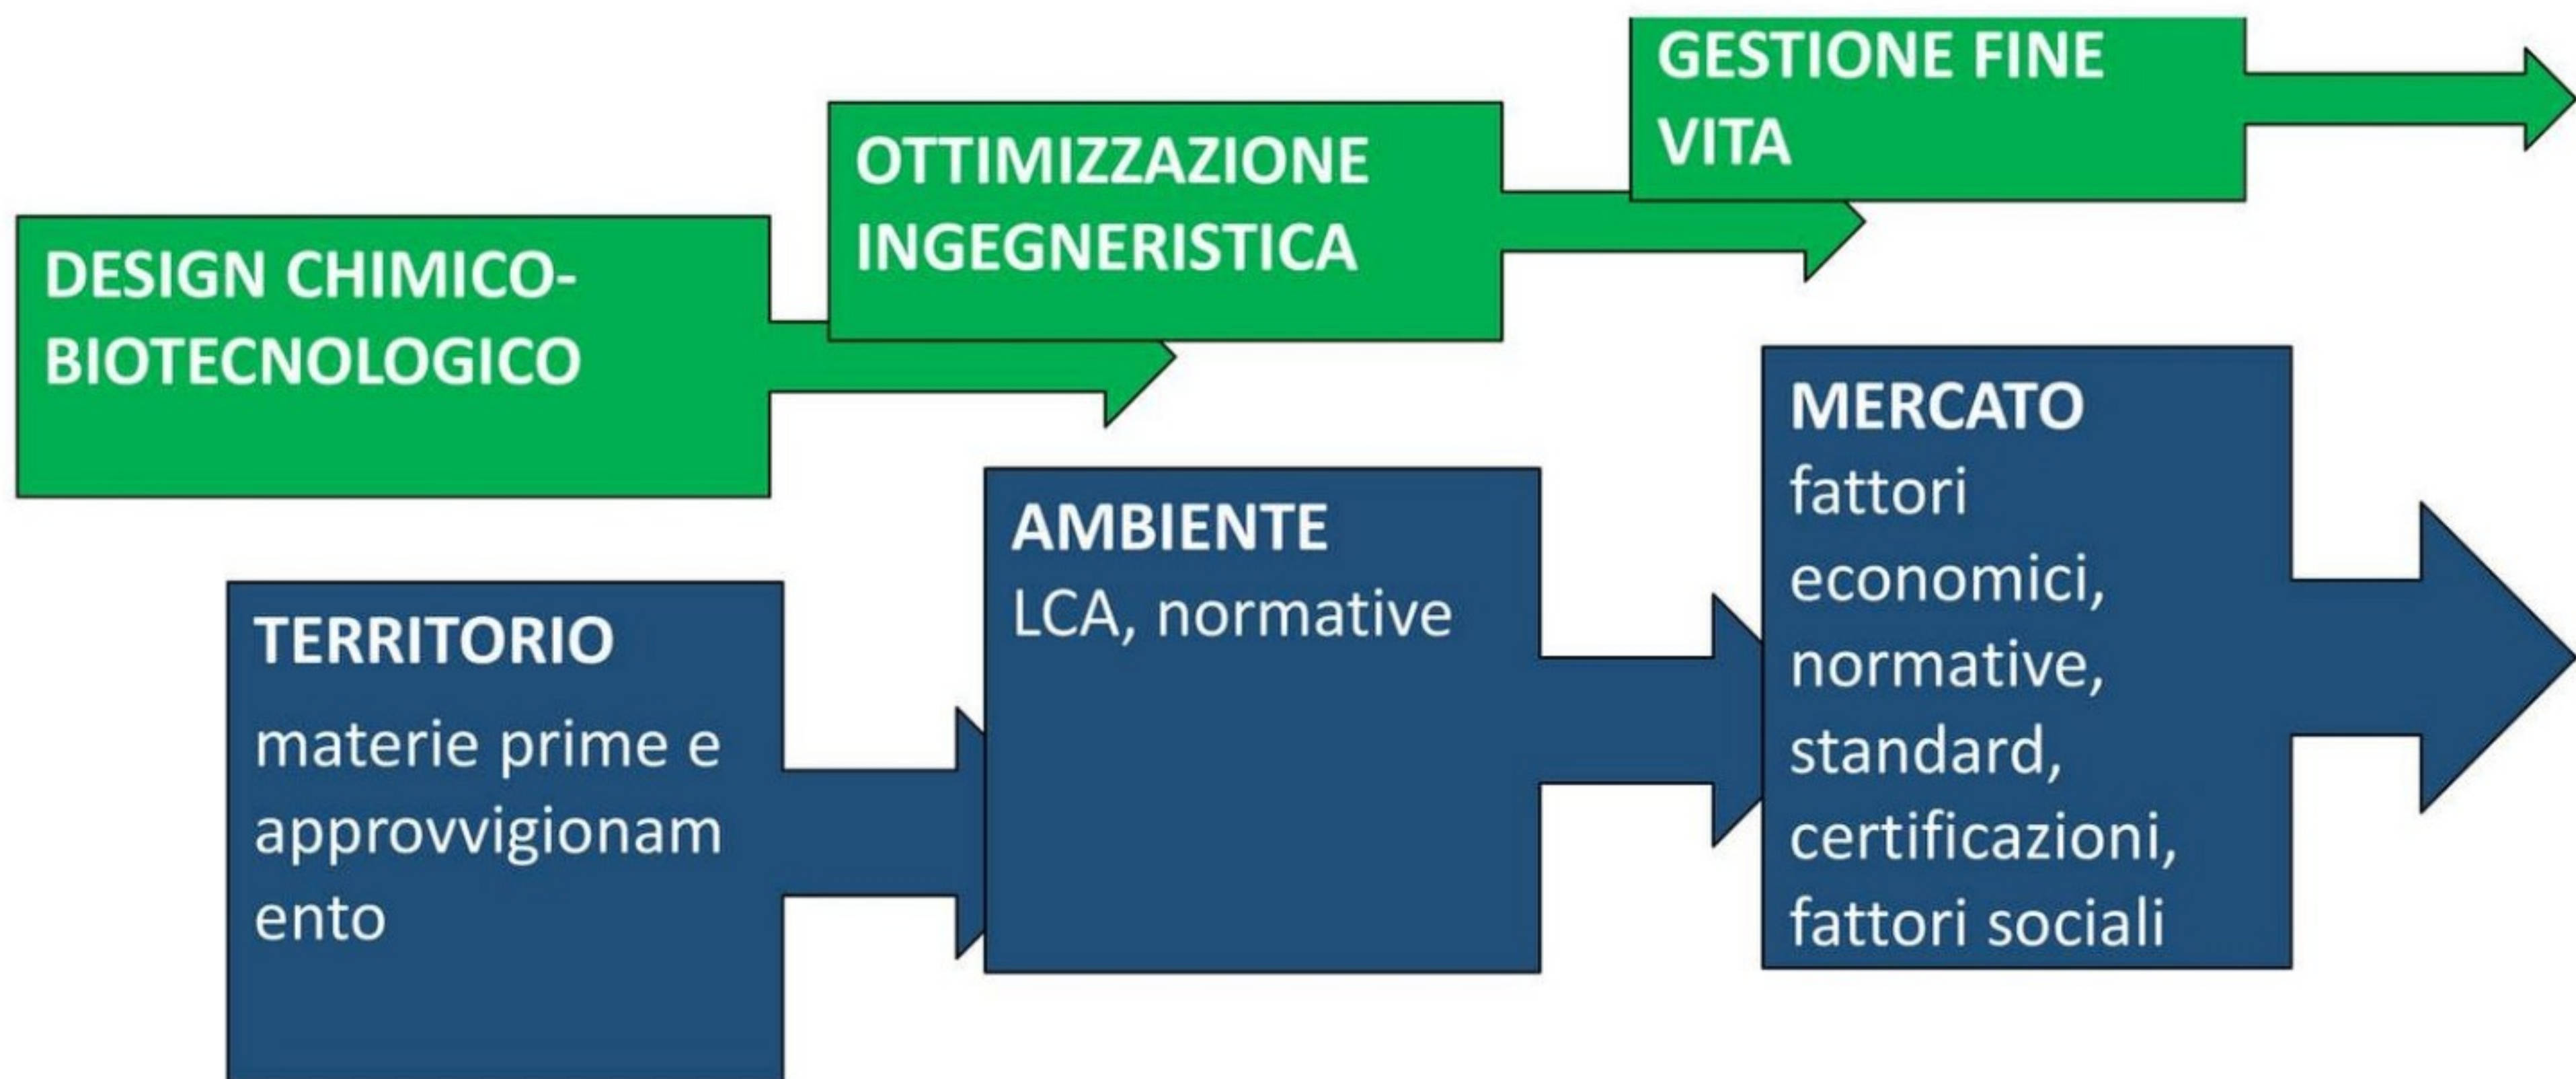 DESIGN CHIMICO-
BIOTECNOLOGICO
OTTIMIZZAZIONE
INGEGNERISTICA
GESTIONE FINE
VITA
TERRITORIO
materie prime e
approvvigionam
ento
AMBIENTE
LCA, normative
MERCATO
fattori
economici,
normative,
standard,
certificazioni,
fattori sociali